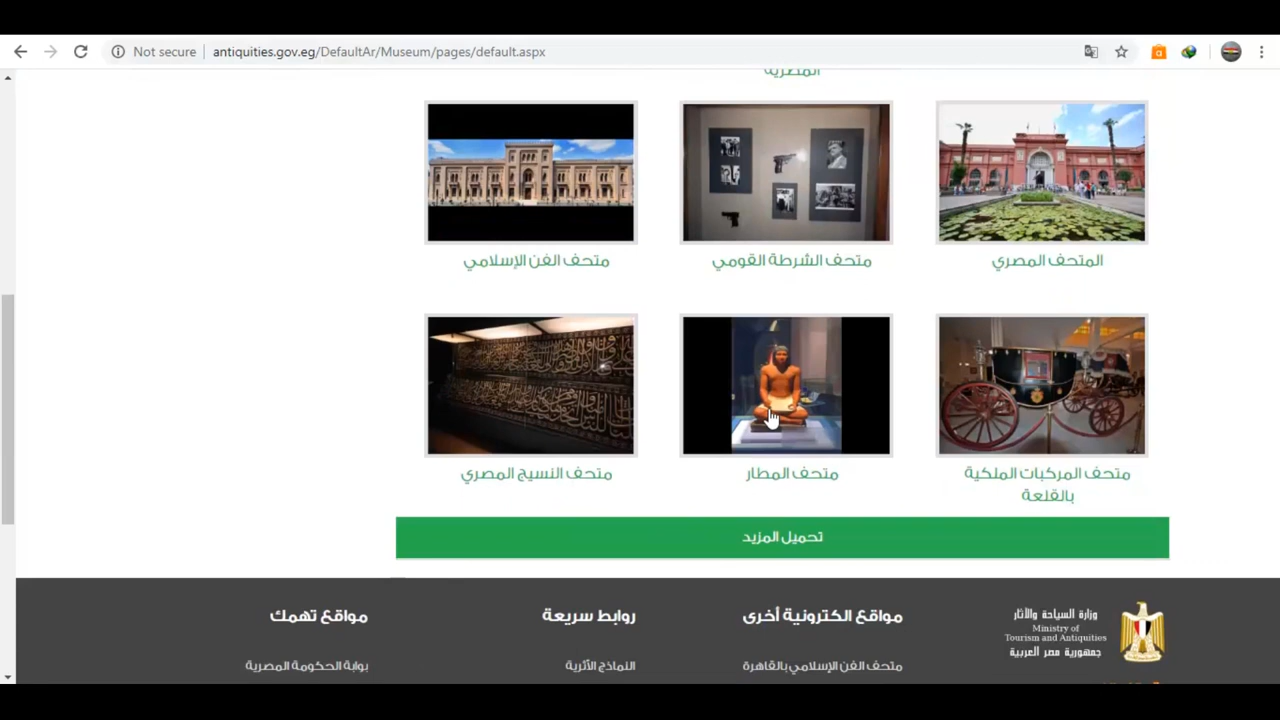 Not secure
antiquities.gov.eg/DefaultAr/Museum/pages/default.aspx
المصرية
المتحف المصري
متحف الشرطة القومي
متحف الفن الإسلامي
متحف المركبات الملكية
بالقلعة
متحف المطار
متحف النسيج المصري
تحميل المزيد
وزارة السياحة والآثار
Ministry of
Tourism and Antiquities
جمهورية مصر العربية
مواقع الكترونية أخرى
متحف الفن الإسلامي بالقاهرة
روابط سريعة
النماذج الأثرية
مواقع تهمك
بوابة الحكومة المصرية